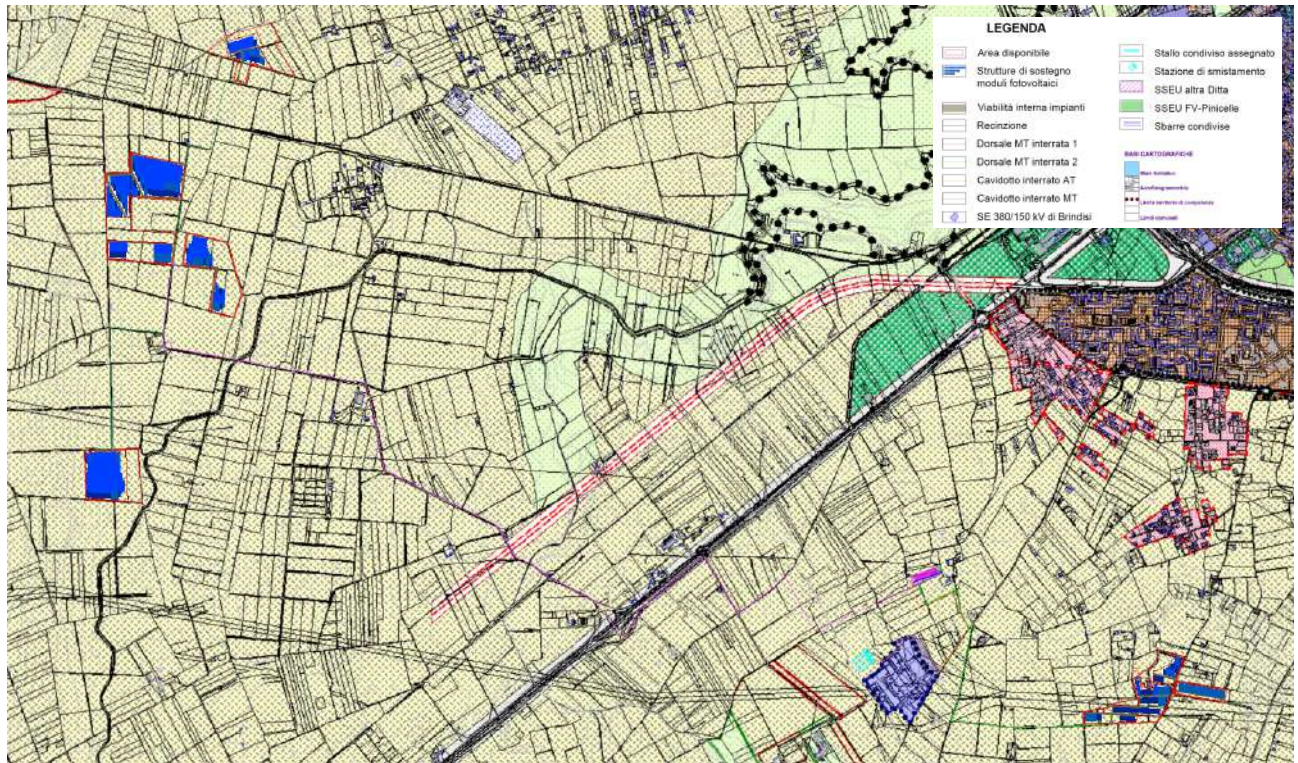 LEGENDA
Area disponibile
Strutture di sostegno
moduli fotovoltaici
Viabilità interna impianti
Recinzione
Dorsale MT interrata 1
Dorsale MT interrata 2
Cavidotto interrato AT
Cavidotto interrato MT
SE 380/150 kV di Brindisi
Stallo condiviso assegnato
Stazione di smistamento
SSEU altra Ditta
SSEU FV-Pinicelle
Sbarre condivise
BASI CARTOGRAFICHE
Limiti comunali